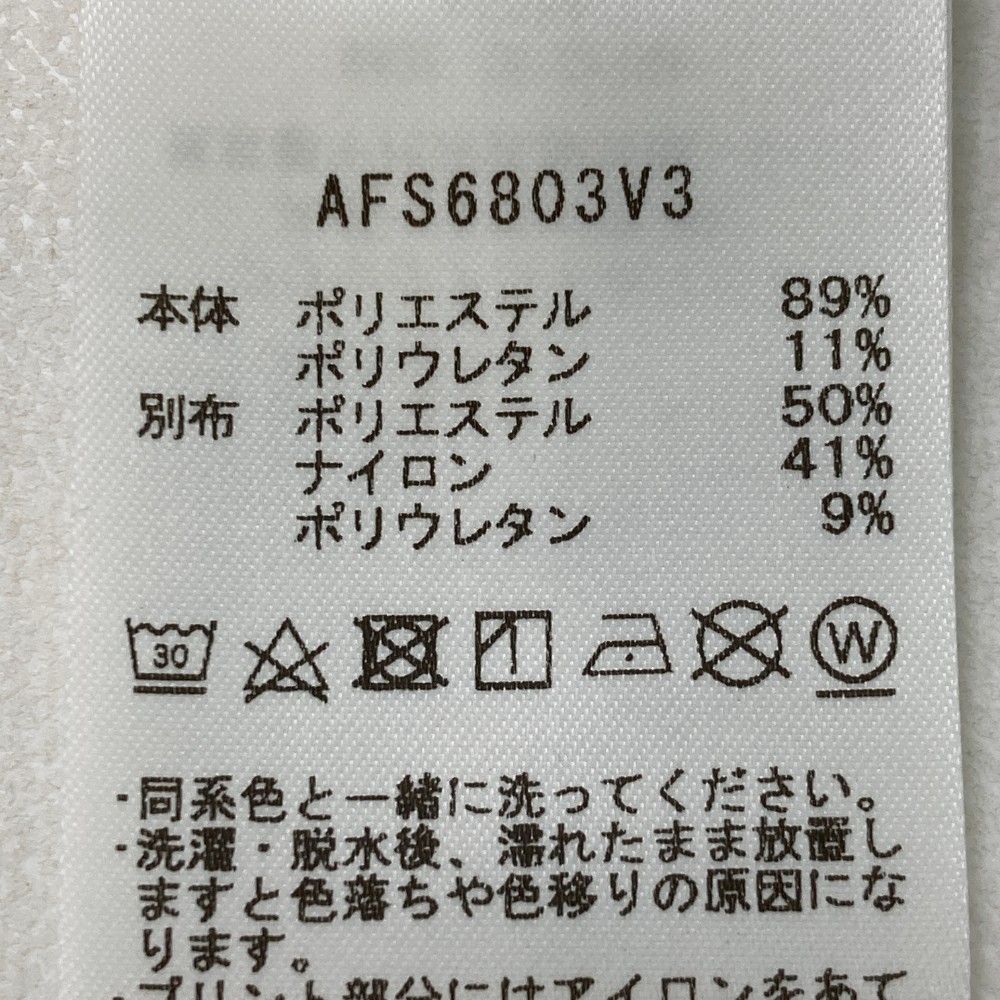 AFS6803V3
本体 ポリエステル 89%
ポリウレタン 11%
別布 ポリエステル 50%
ナイロン 41%
ポリウレタン 9%
30 W
・同系色と一緒に洗ってください。
・洗濯・脱水後、濡れたまま放置し
ますと色落ちや色移りの原因にな
ります。
・プリント部分にはアイロンをあて